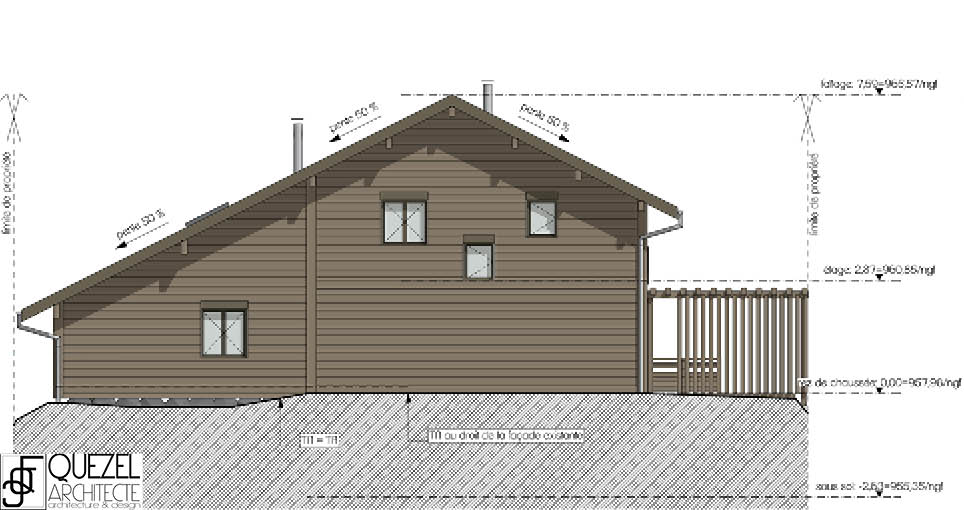 faîtage: 7,59=965,57/ngf
pente 50 %
pente 50 %
limite de propriété
limite de propriété
pente 50 %
étage: 2,87=960,85/ngf
rez de chaussée: 0,00=957,98/ngf
TN = TF
TN au droit de la façade existante
sous sol: -2,63=955,35/ngf
QUEZEL
ARCHITECTE
architecture & design